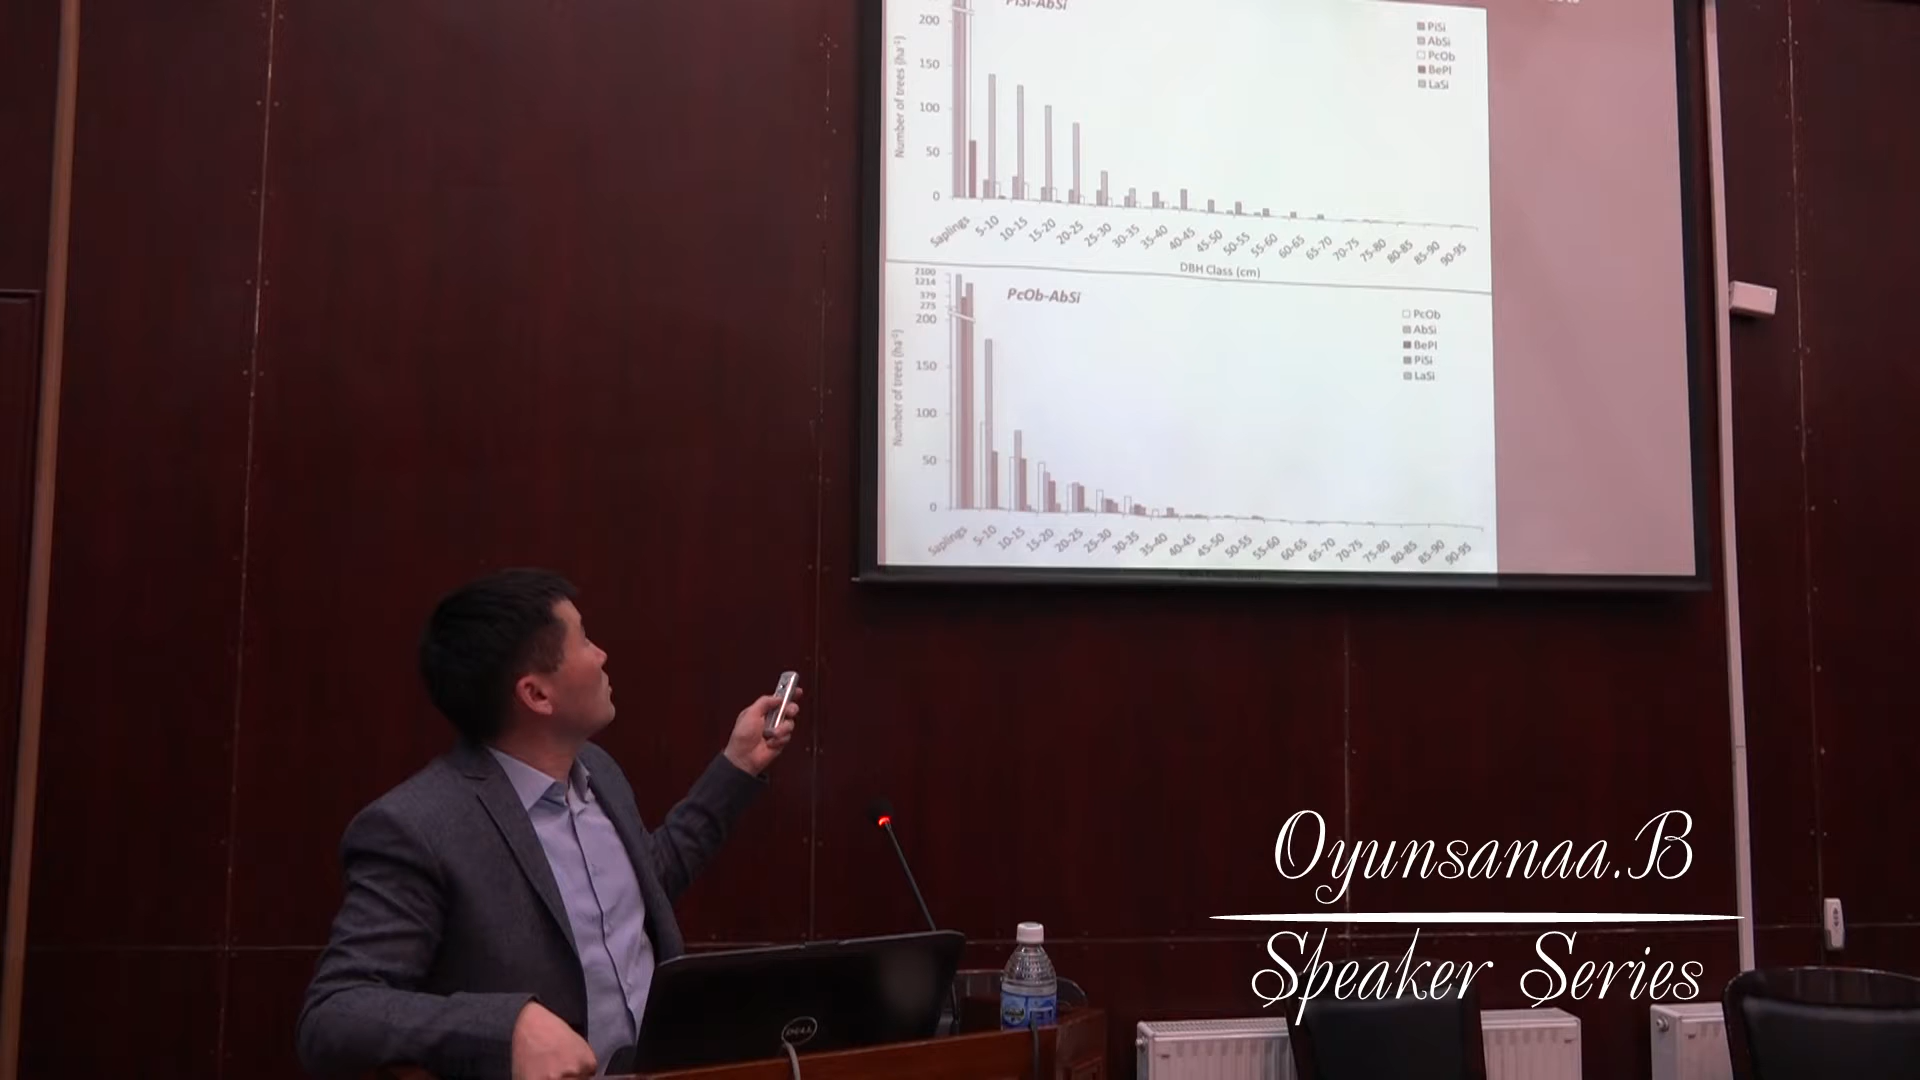 PiSi-AbSi
200
150
100
50
0
Number of trees (ha⁻¹)
PiSi
AbSi
PcOb
BePl
LaSi
Saplings 5-10 10-15 15-20 20-25 25-30 30-35 35-40 40-45 45-50 50-55 55-60 60-65 65-70 70-75 75-80 80-85 85-90 90-95
DBH Class (cm)
PcOb-AbSi
2100
1214
379
275
200
150
100
50
0
Number of trees (ha⁻¹)
PcOb
AbSi
BePl
PiSi
LaSi
Saplings 5-10 10-15 15-20 20-25 25-30 30-35 35-40 40-45 45-50 50-55 55-60 60-65 65-70 70-75 75-80 80-85 85-90 90-95
Oyunsanaa.B
Speaker Series
DELL